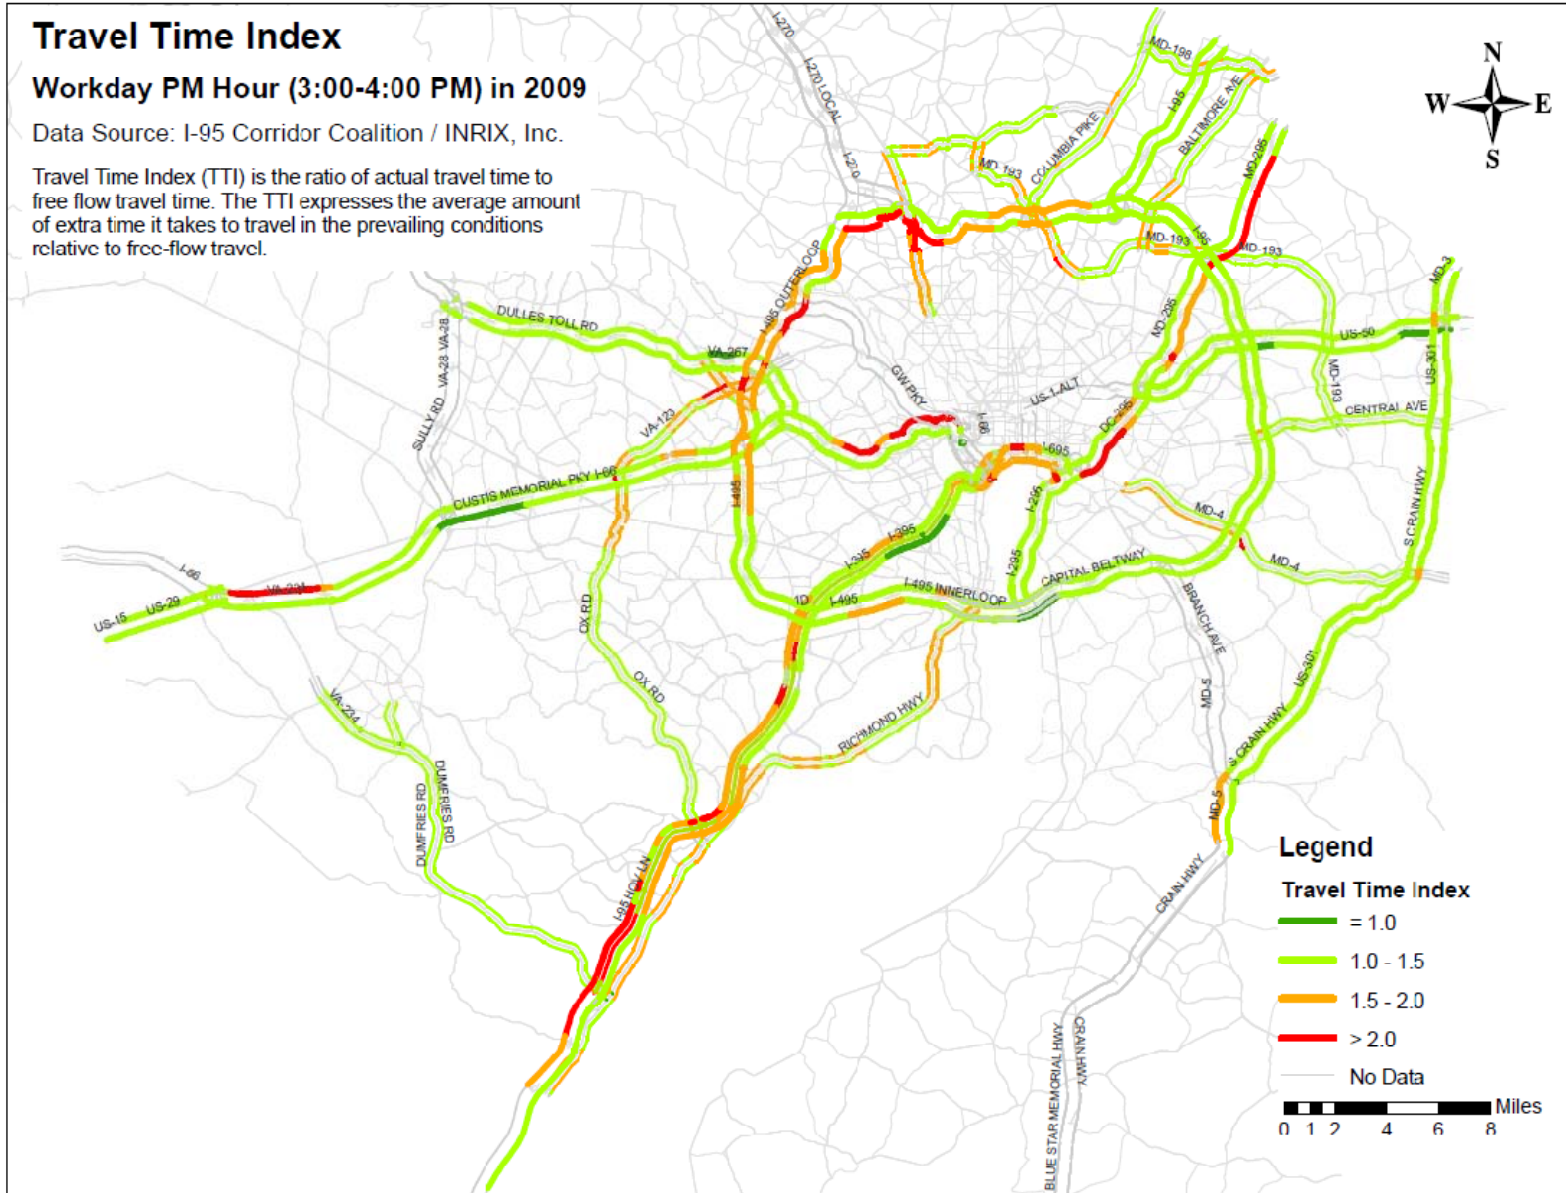 Travel Time Index
Workday PM Hour (3:00-4:00 PM) in 2009
Data Source: I-95 Corridor Coalition / INRIX, Inc.
Travel Time Index (TTI) is the ratio of actual travel time to
free flow travel time. The TTI expresses the average amount
of extra time it takes to travel in the prevailing conditions
relative to free-flow travel.
N
W
E
S
I-270
I-270 LOCAL
I-270
MD-198
I-95
BALTIMORE AVE
COLUMBIA PIKE
MD-193
MD-295
MD-193
I-95
MD-193
MD-3
I-495 OUTERLOOP
DULLES TOLL RD
VA-28
VA-28
VA-267
MD-295
US-50
US-301
MD-193
GW PKY
US-1-ALT
CENTRAL AVE
SULLY RD
VA-123
I-66
I-695
DC-295
CUSTIS MEMORIAL PKY I-66
I-495
I-295
MD-4
S CRAIN HWY
I-395
I-295
CAPITAL BELTWAY
MD-4
I-66
US-29
US-15
I-495
I-495 INNERLOOP
BRANCH AVE
OX RD
OX RD
US-301
MD-5
VA-234
RICHMOND HWY
S CRAIN HWY
DUMFRIES RD
DUMFRIES RD
MD-5
I-95 HOV LN
CRAIN HWY
BLUE STAR MEMORIAL HWY
CRAIN HWY
Legend
Travel Time Index
= 1.0
1.0 - 1.5
1.5 - 2.0
> 2.0
No Data
Miles
0 1 2 4 6 8